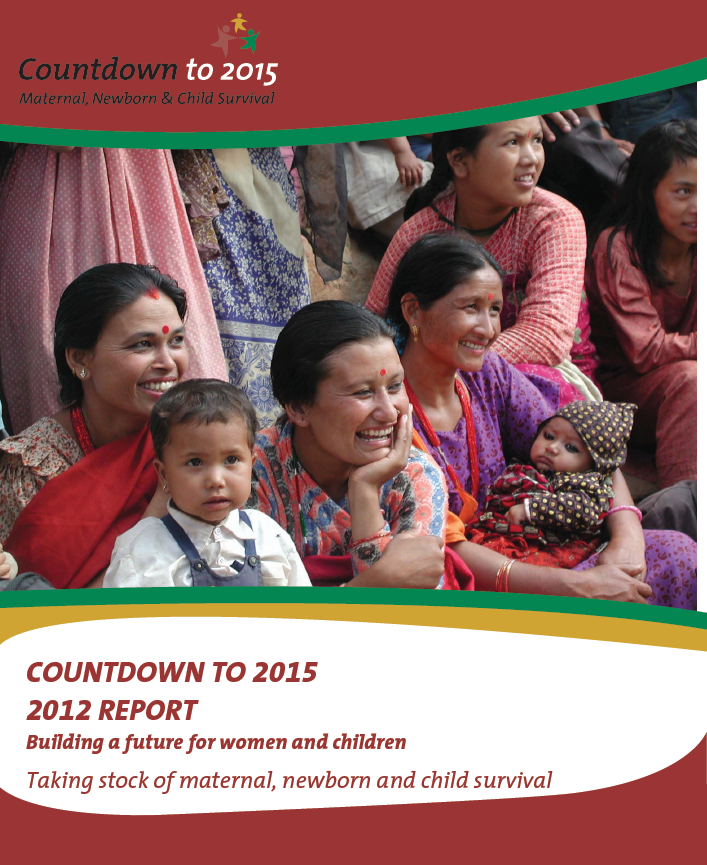 Countdown to 2015
Maternal, Newborn & Child Survival
COUNTDOWN TO 2015
2012 REPORT
Building a future for women and children
Taking stock of maternal, newborn and child survival